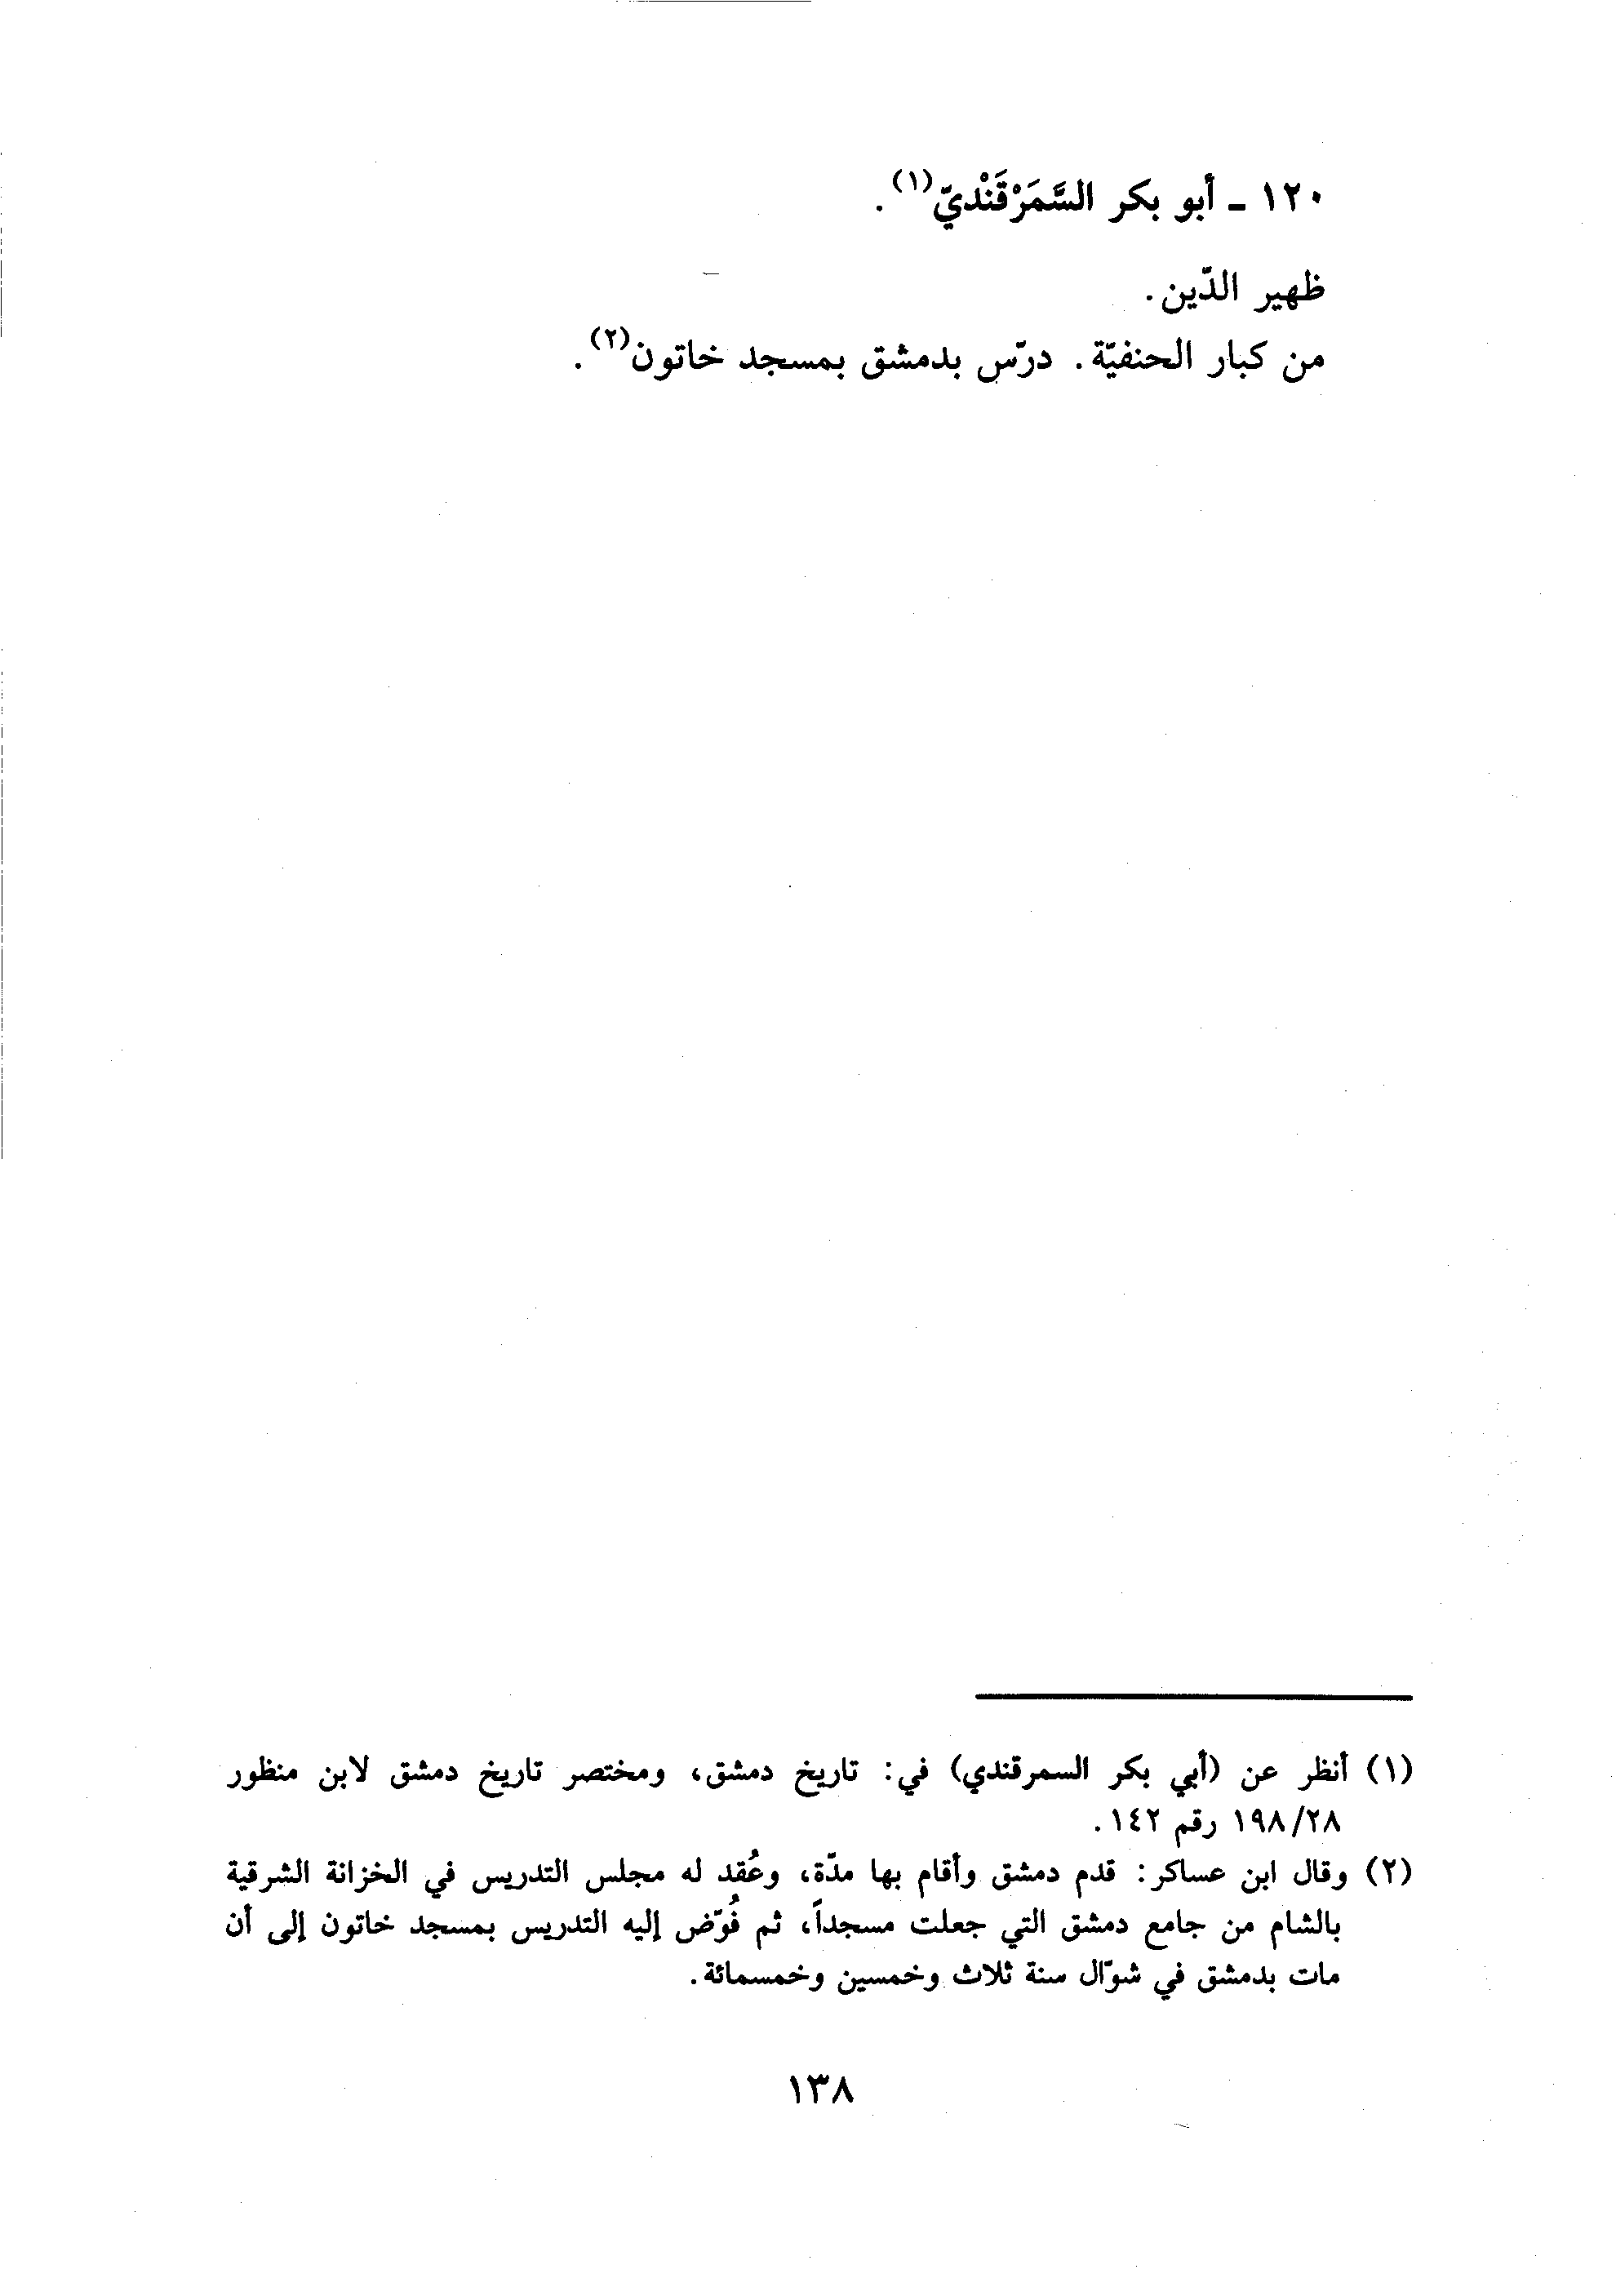 ١٢٠ - أبو بكر السَّمَرْقَنْديّ(١).
ظهير الدّين.
من كبار الحنفيّة. درّس بدمشق بمسجد خاتون(٢).
(١) أنظر عن (أبي بكر السمرقندي) في: تاريخ دمشق، ومختصر تاريخ دمشق لابن منظور
٢٨/١٩٨ رقم ١٤٢.
(٢) وقال ابن عساكر: قدم دمشق وأقام بها مدّة، وعُقد له مجلس التدريس في الخزانة الشرقية
بالشام من جامع دمشق التي جعلت مسجداً، ثم فُوّض إليه التدريس بمسجد خاتون إلى أن
مات بدمشق في شوّال سنة ثلاث وخمسين وخمسمائة.
١٣٨